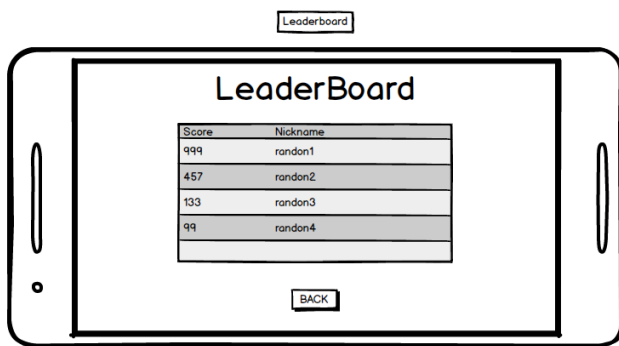 Leaderboard
LeaderBoard
Score Nickname
999 randon1
457 randon2
133 randon3
99 randon4
BACK